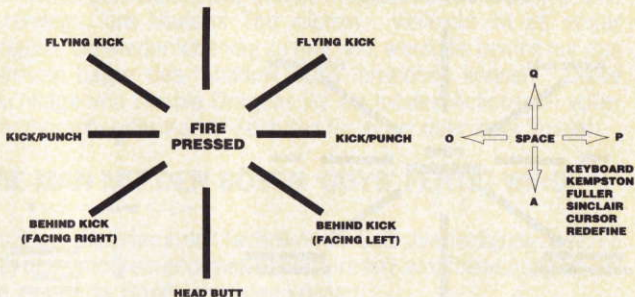 FLYING KICK
FLYING KICK
FIRE
PRESSED
KICK/PUNCH
KICK/PUNCH
BEHIND KICK
(FACING RIGHT)
BEHIND KICK
(FACING LEFT)
HEAD BUTT
Q
O
SPACE
P
A
KEYBOARD
KEMPSTON
FULLER
SINCLAIR
CURSOR
REDEFINE